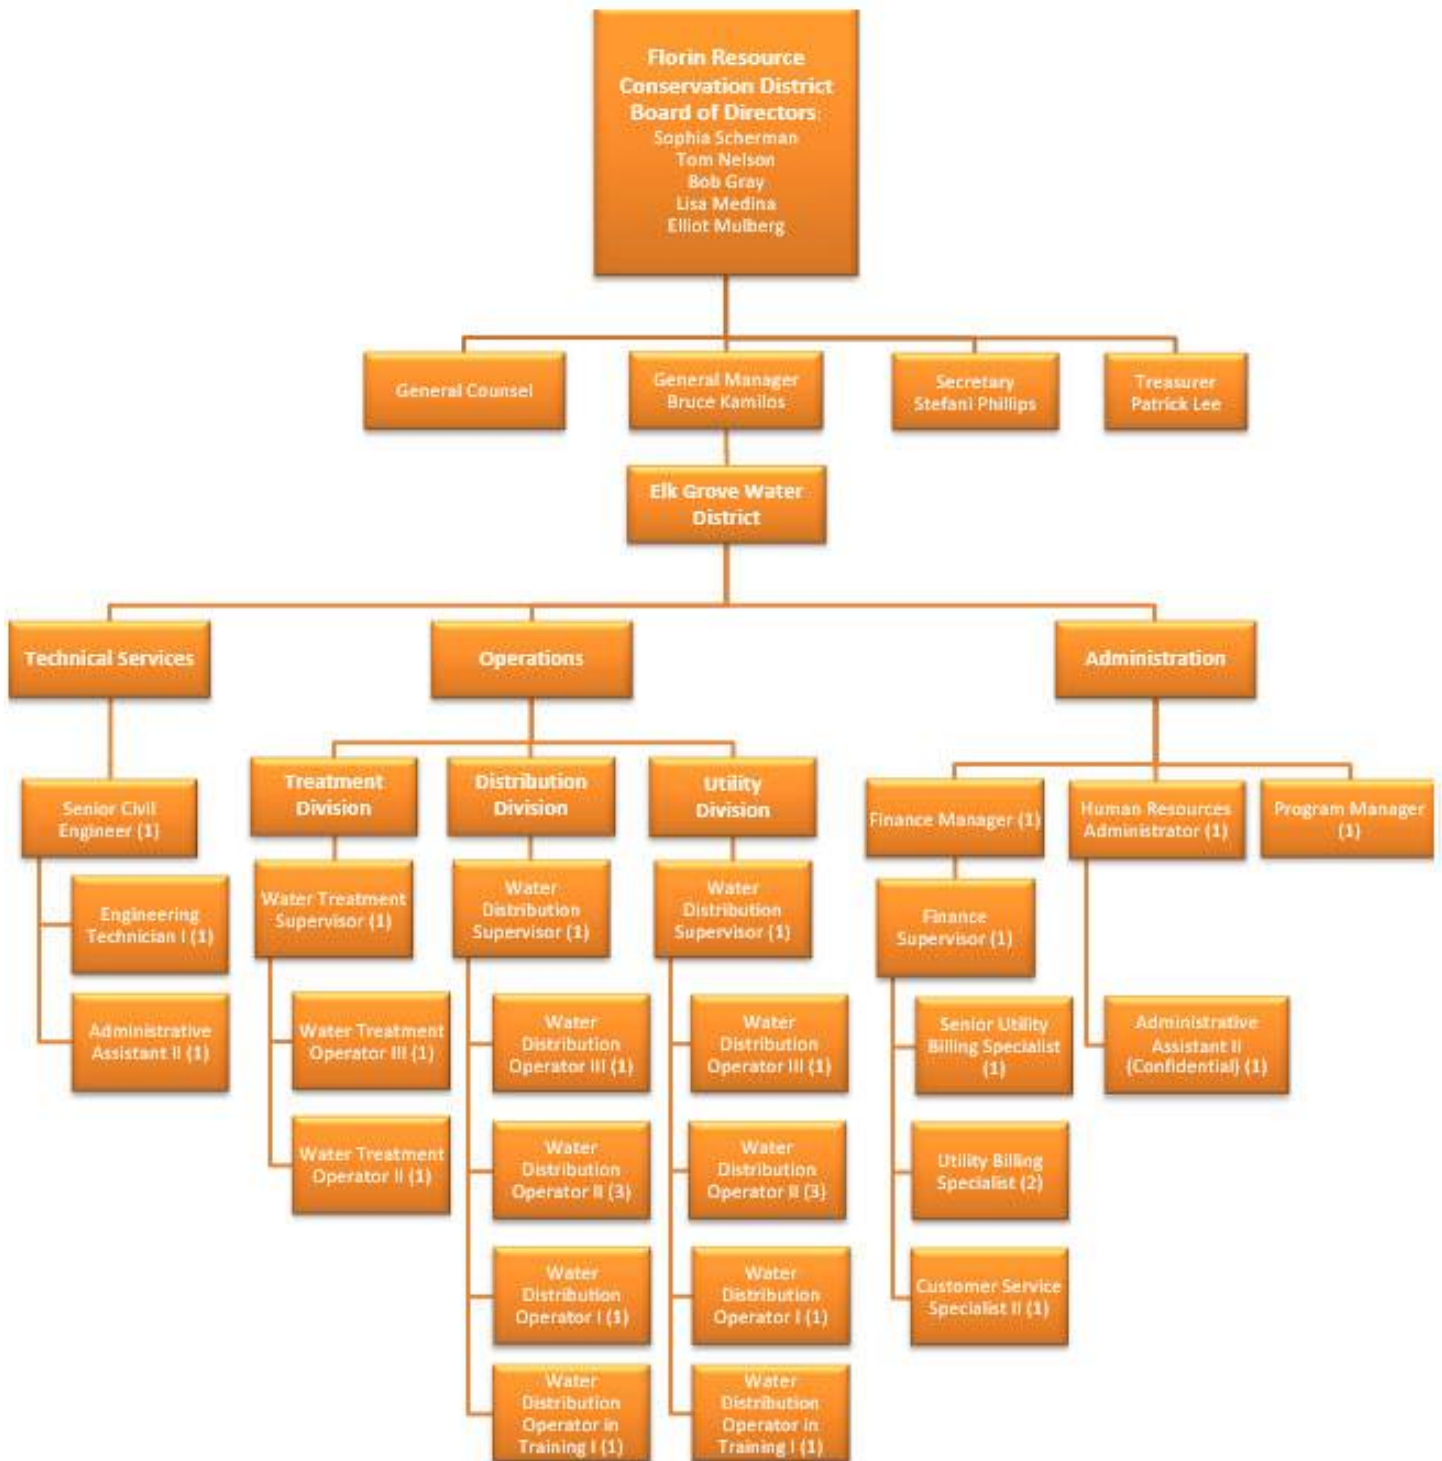 Florin Resource
Conservation District
Board of Directors:
Sophia Scherman
Tom Nelson
Bob Gray
Lisa Medina
Elliot Mulberg
General Counsel
General Manager
Bruce Kamilos
Secretary
Stefani Phillips
Treasurer
Patrick Lee
Elk Grove Water
District
Technical Services
Operations
Administration
Senior Civil
Engineer (1)
Engineering
Technician I (1)
Administrative
Assistant II (1)
Treatment
Division
Water Treatment
Supervisor (1)
Water Treatment
Operator III (1)
Water Treatment
Operator II (1)
Distribution
Division
Water
Distribution
Supervisor (1)
Water
Distribution
Operator III (1)
Water
Distribution
Operator II (3)
Water
Distribution
Operator I (1)
Water
Distribution
Operator in
Training I (1)
Utility
Division
Water
Distribution
Supervisor (1)
Water
Distribution
Operator III (1)
Water
Distribution
Operator II (3)
Water
Distribution
Operator I (1)
Water
Distribution
Operator in
Training I (1)
Finance Manager (1)
Finance
Supervisor (1)
Senior Utility
Billing Specialist
(1)
Utility Billing
Specialist (2)
Customer Service
Specialist II (1)
Human Resources
Administrator (1)
Administrative
Assistant II
(Confidential) (1)
Program Manager
(1)